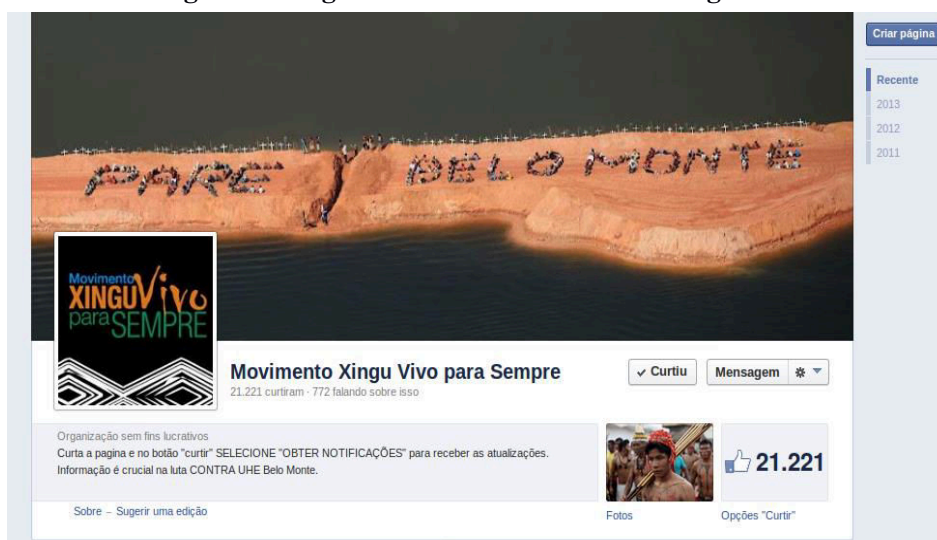 Criar página
Recente
2013
2012
2011
PARE BELO MONTE
Movimento
XINGU Vivo
para SEMPRE
Movimento Xingu Vivo para Sempre
21.221 curtiram · 772 falando sobre isso
Curtiu
Mensagem
Organização sem fins lucrativos
Curta a pagina e no botão "curtir" SELECIONE "OBTER NOTIFICAÇÕES" para receber as atualizações.
Informação é crucial na luta CONTRA UHE Belo Monte.
21.221
Sobre – Sugerir uma edição
Fotos
Opções "Curtir"